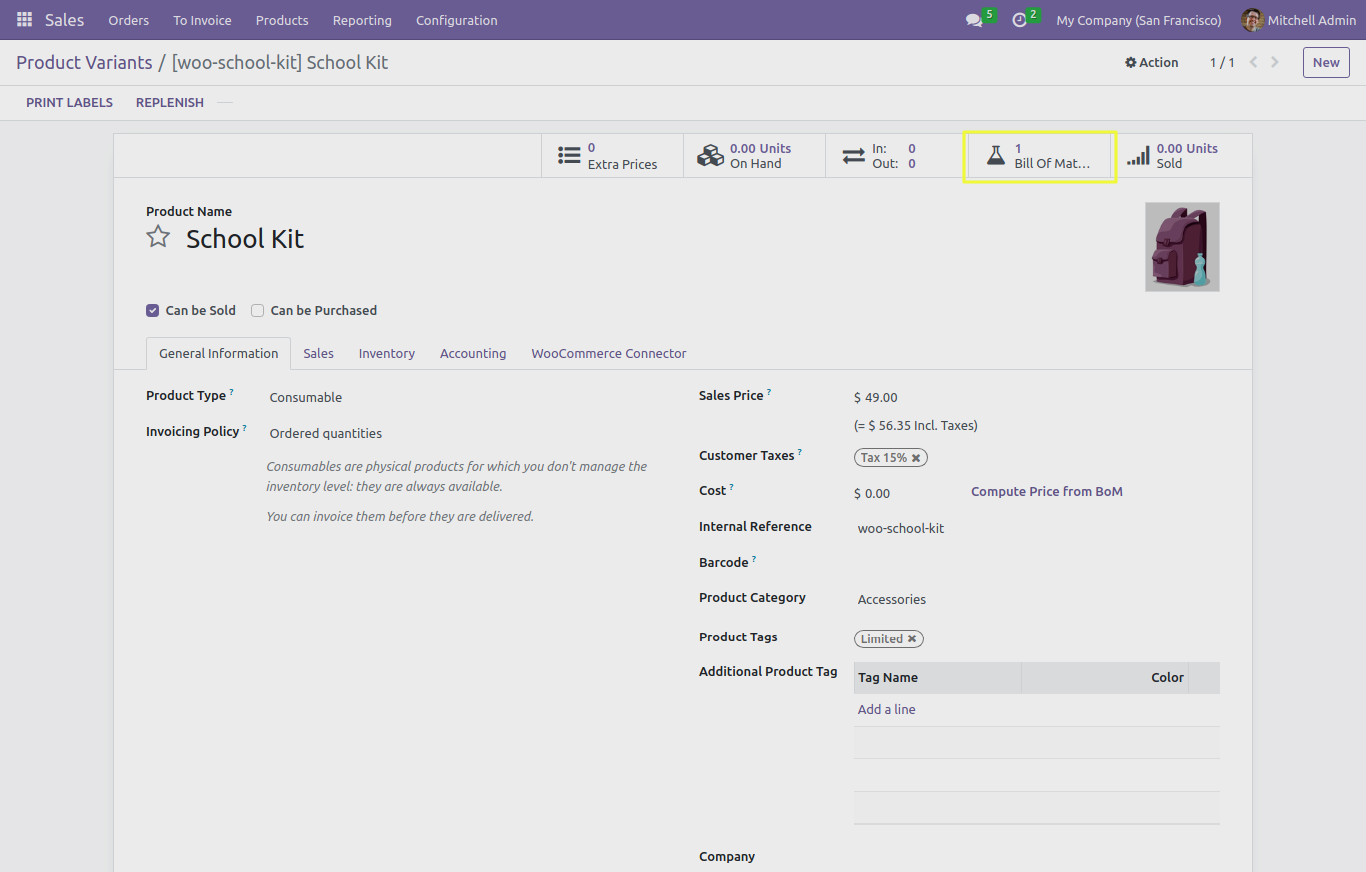 Sales Orders To Invoice Products Reporting Configuration 5 2 My Company (San Francisco) Mitchell Admin
Product Variants / [woo-school-kit] School Kit Action 1 / 1 New
PRINT LABELS REPLENISH
0 Extra Prices
0.00 Units On Hand
In: 0
Out: 0
1 Bill Of Mat...
0.00 Units Sold
Product Name
School Kit
Can be Sold Can be Purchased
General Information Sales Inventory Accounting WooCommerce Connector
Product Type ? Consumable
Invoicing Policy ? Ordered quantities
Consumables are physical products for which you don't manage the
inventory level: they are always available.
You can invoice them before they are delivered.
Sales Price ? $ 49.00
(= $ 56.35 Incl. Taxes)
Customer Taxes ? Tax 15%
Cost ? $ 0.00 Compute Price from BoM
Internal Reference woo-school-kit
Barcode ?
Product Category Accessories
Product Tags Limited
Additional Product Tag Tag Name Color
Add a line
Company